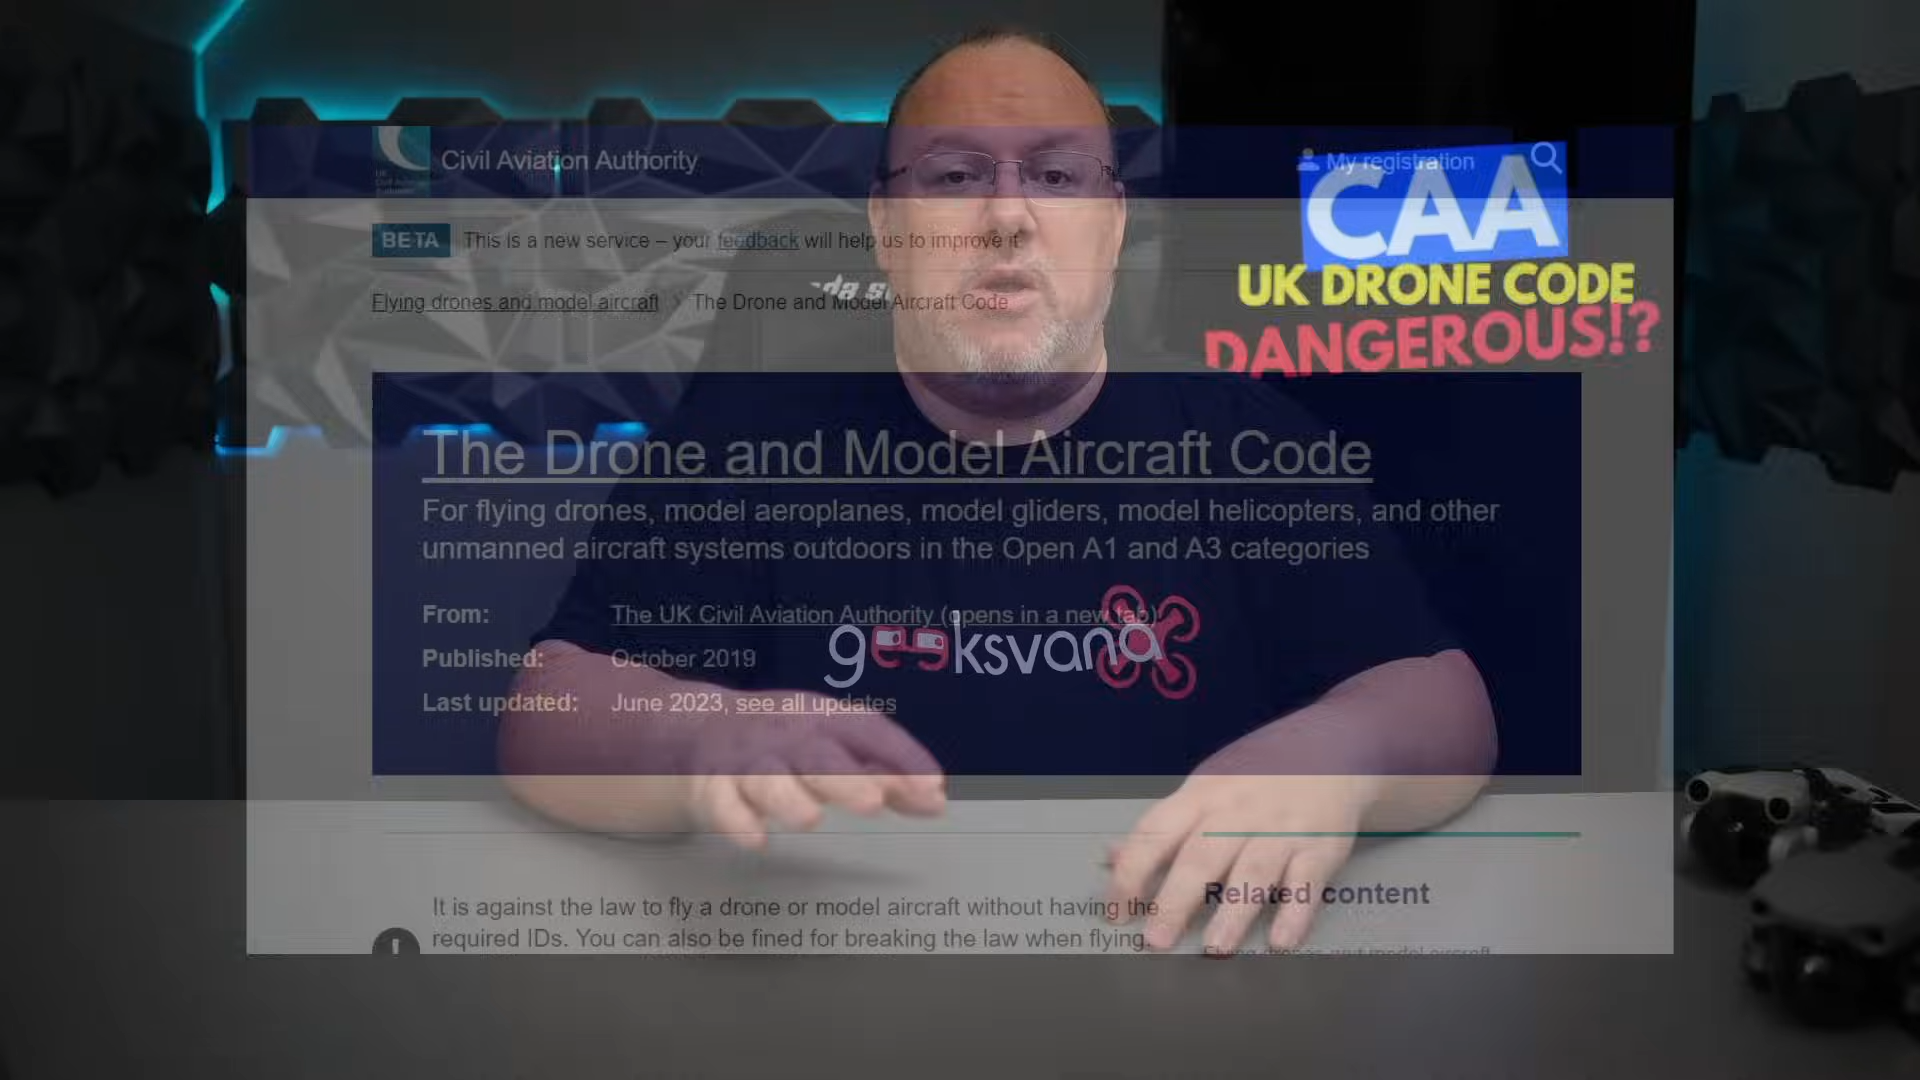 Civil Aviation Authority
My registration
CAA
UK DRONE CODE
DANGEROUS!?
BETA This is a new service – your feedback will help us to improve it
Flying drones and model aircraft
The Drone and Model Aircraft Code
The Drone and Model Aircraft Code
For flying drones, model aeroplanes, model gliders, model helicopters, and other
unmanned aircraft systems outdoors in the Open A1 and A3 categories
From: The UK Civil Aviation Authority (opens in a new tab)
geeksvana
Published: October 2019
Last updated: June 2023, see all updates
It is against the law to fly a drone or model aircraft without having the
required IDs. You can also be fined for breaking the law when flying.
Related content
Flying drones and model aircraft